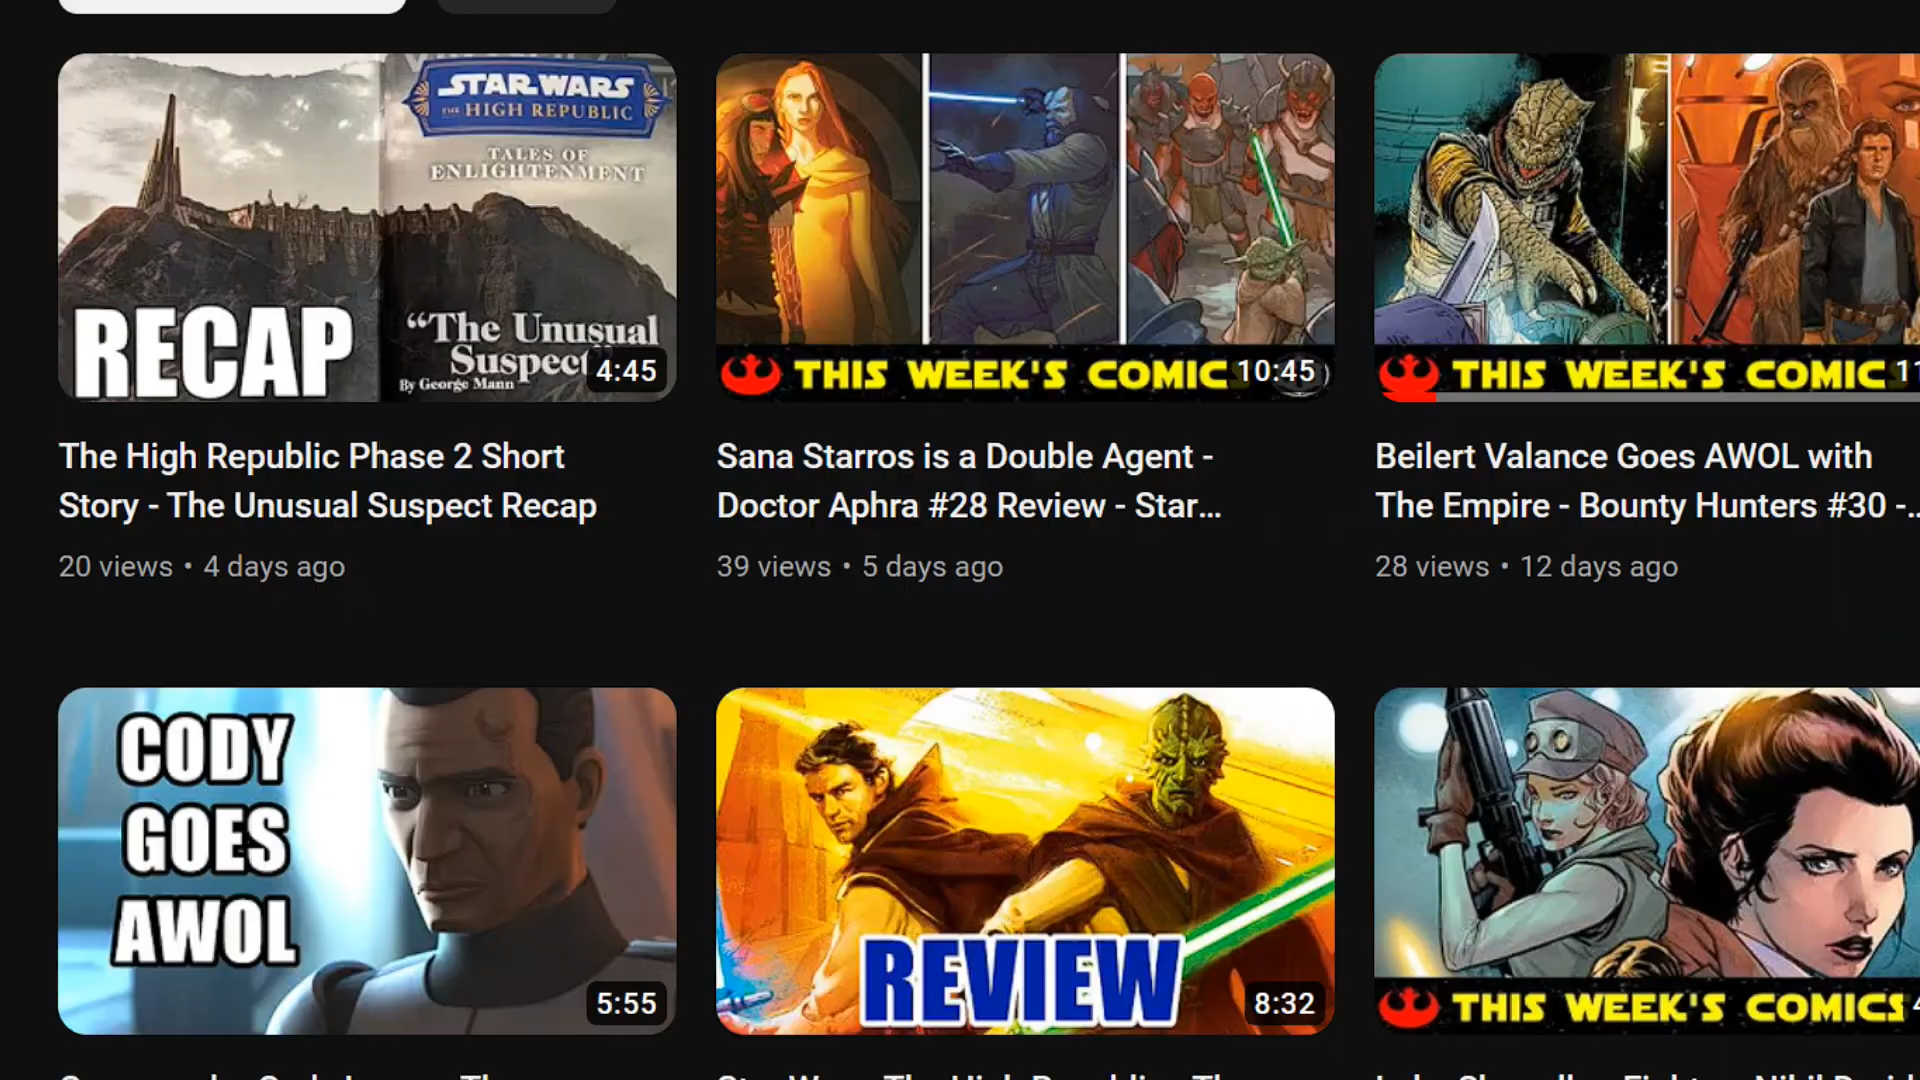 STAR WARS
THE HIGH REPUBLIC
TALES OF
ENLIGHTENMENT
RECAP
“The Unusual
Suspect
By George Mann
4:45
THIS WEEK'S COMIC
10:45
THIS WEEK'S COMIC
The High Republic Phase 2 Short
Story - The Unusual Suspect Recap
20 views • 4 days ago
Sana Starros is a Double Agent -
Doctor Aphra #28 Review - Star...
39 views • 5 days ago
Beilert Valance Goes AWOL with
The Empire - Bounty Hunters #30 -..
28 views • 12 days ago
CODY
GOES
AWOL
5:55
REVIEW
8:32
THIS WEEK'S COMICS